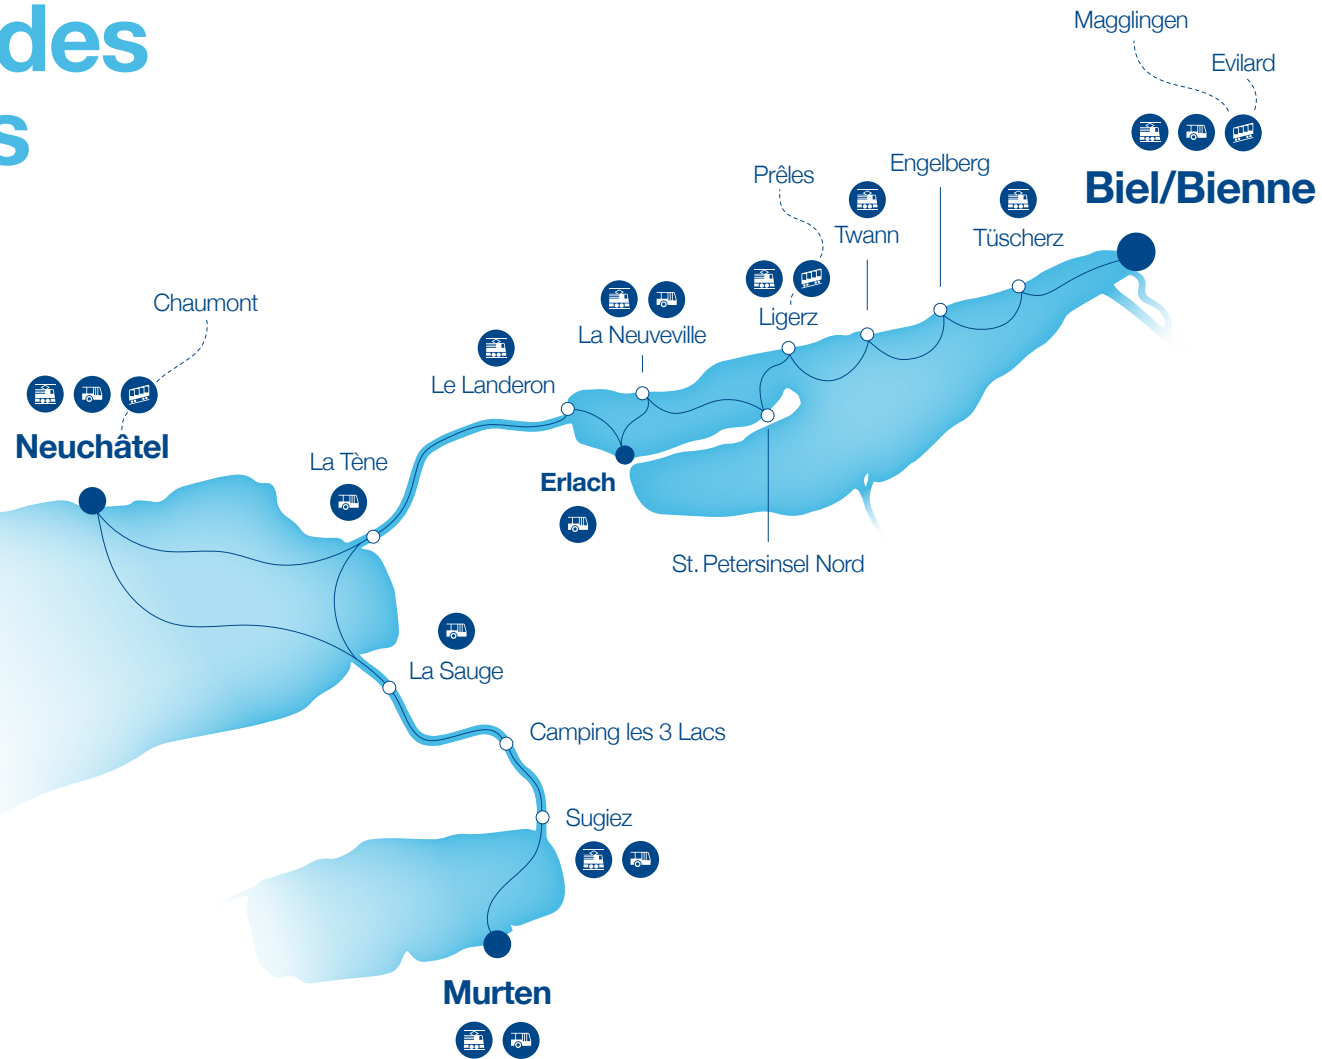 des
s
Magglingen
Evilard
Biel/Bienne
Engelberg
Prêles
Twann
Tüscherz
Chaumont
Ligerz
La Neuveville
Le Landeron
Neuchâtel
La Tène
Erlach
St. Petersinsel Nord
La Sauge
Camping les 3 Lacs
Sugiez
Murten